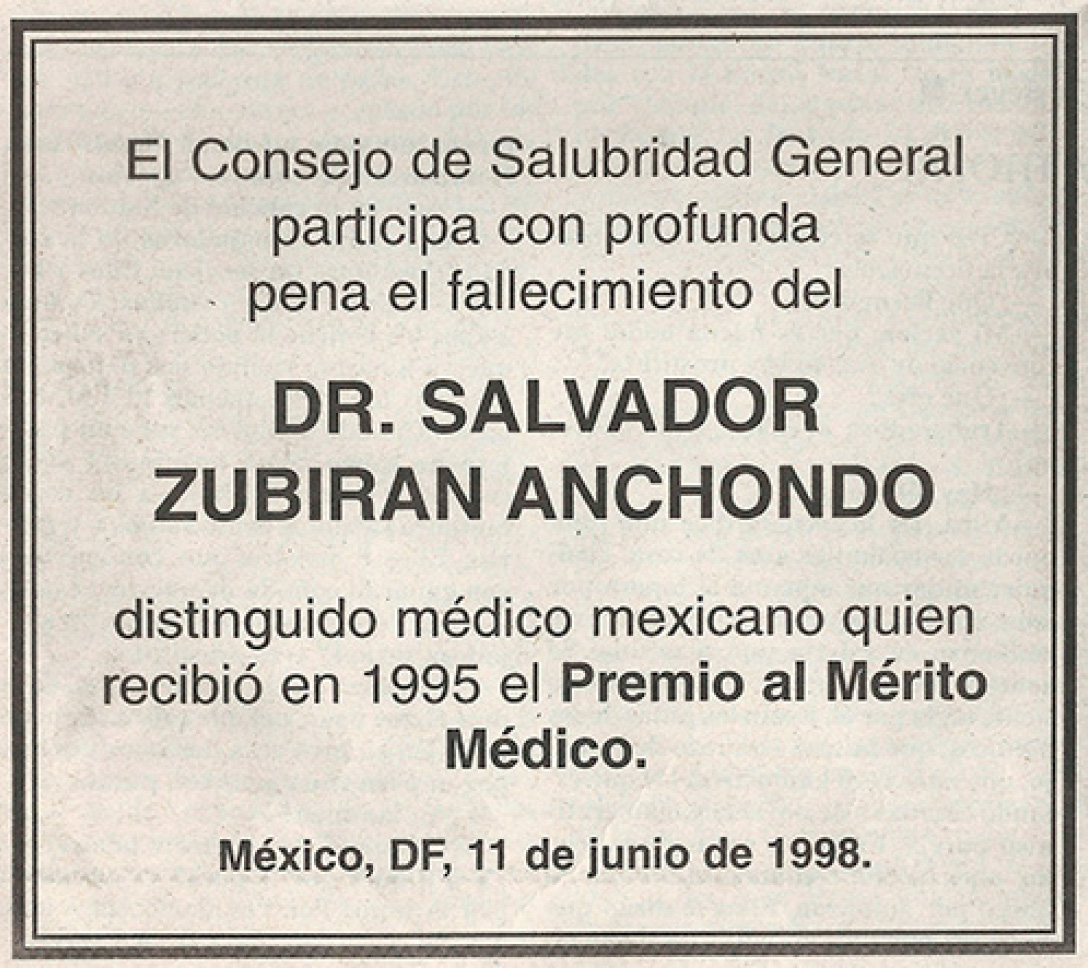 El Consejo de Salubridad General
participa con profunda
pena el fallecimiento del
DR. SALVADOR
ZUBIRAN ANCHONDO
distinguido médico mexicano quien
recibió en 1995 el Premio al Mérito
Médico.
México, DF, 11 de junio de 1998.